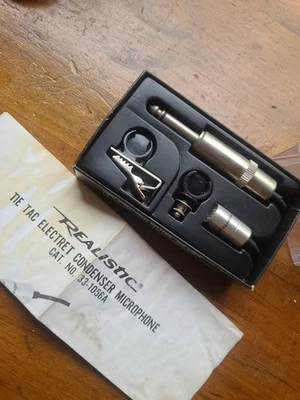 REALISTIC®
TIE TAC ELECTRET CONDENSER MICROPHONE
CAT. NO. 33-1056A